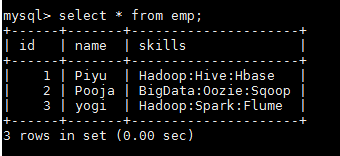 mysql> select * from emp;
+------+-------+--------------------+
| id   | name  | skills             |
+------+-------+--------------------+
|    1 | Piyu  | Hadoop:Hive:Hbase  |
|    2 | Pooja | BigData:Oozie:Sqoop |
|    3 | yogi  | Hadoop:Spark:Flume |
+------+-------+--------------------+
3 rows in set (0.00 sec)